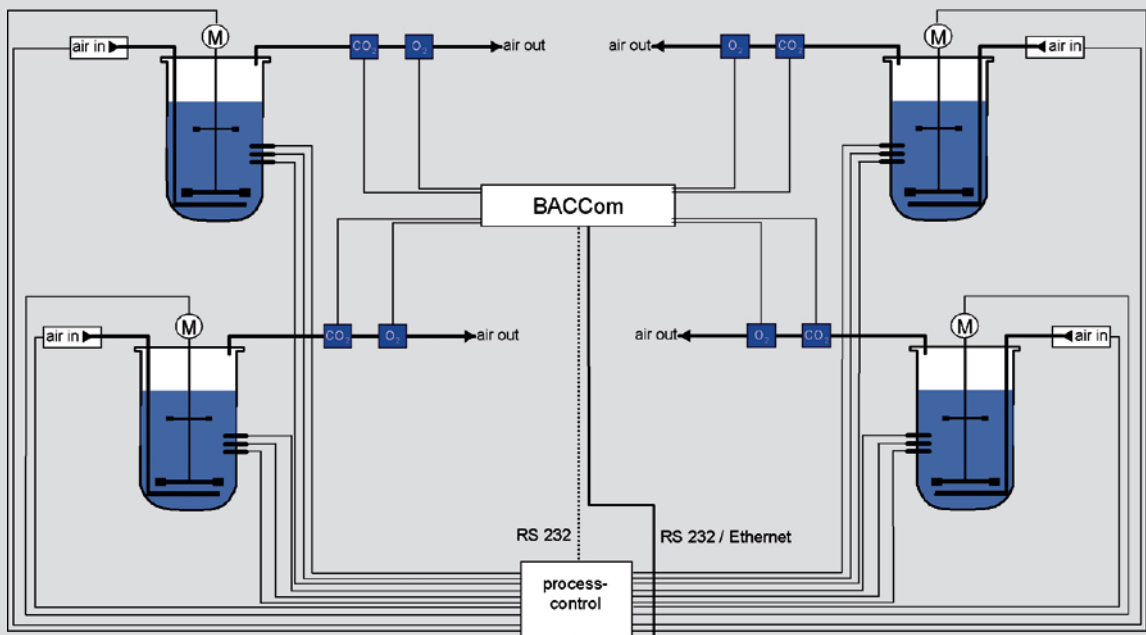 M
M
air in
CO₂
O₂
air out
air out
O₂
CO₂
air in
BACCom
M
M
air in
CO₂
O₂
air out
air out
O₂
CO₂
air in
RS 232
RS 232 / Ethernet
process-
control